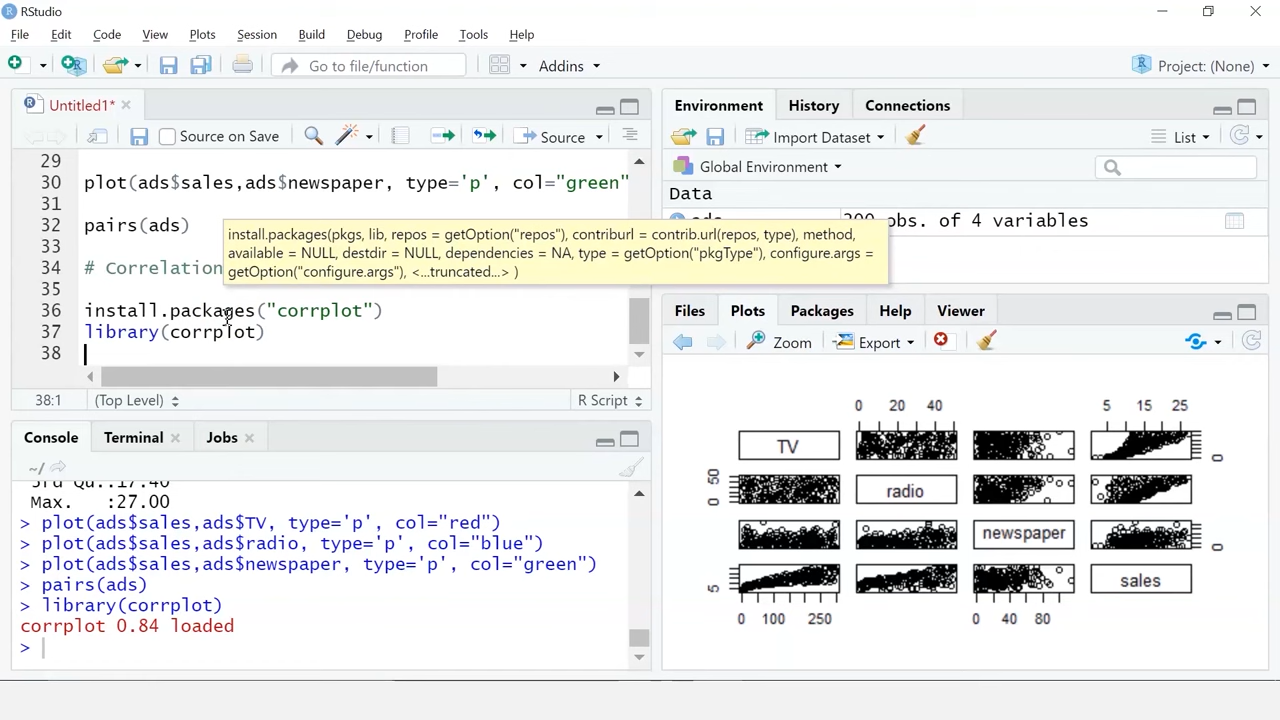 RStudio
File Edit Code View Plots Session Build Debug Profile Tools Help
Go to file/function Addins Project: (None)
Untitled1*
Source on Save Source
29
30 plot(ads$sales,ads$newspaper, type='p', col="green"
31
32 pairs(ads)
33
34 # Correlation
35
36 install.packages("corrplot")
37 library(corrplot)
38
install.packages(pkgs, lib, repos = getOption("repos"), contriburl = contrib.url(repos, type), method,
available = NULL, destdir = NULL, dependencies = NA, type = getOption("pkgType"), configure.args =
getOption("configure.args"), <...truncated...> )
38:1 (Top Level) R Script
Console Terminal Jobs
~/
3rd Qu.:17.40
Max. :27.00
> plot(ads$sales,ads$TV, type='p', col="red")
> plot(ads$sales,ads$radio, type='p', col="blue")
> plot(ads$sales,ads$newspaper, type='p', col="green")
> pairs(ads)
> library(corrplot)
corrplot 0.84 loaded
>
Environment History Connections
Import Dataset List
Global Environment
Data
200 obs. of 4 variables
Files Plots Packages Help Viewer
Zoom Export
0 20 40 5 15 25
TV 0
0 50 radio
newspaper 0
5 sales
0 100 250 0 40 80